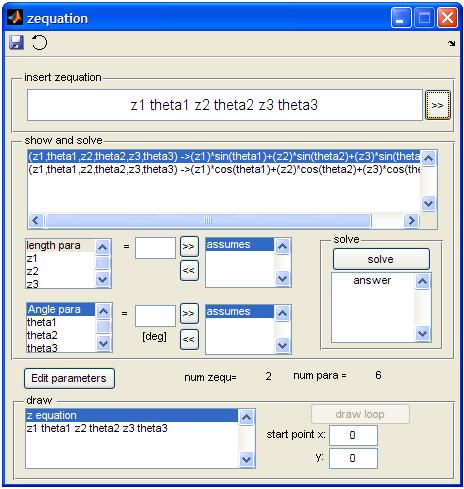 zequation
insert zequation
z1 theta1 z2 theta2 z3 theta3
>>
show and solve
(z1,theta1,z2,theta2,z3,theta3) ->(z1)*sin(theta1)+(z2)*sin(theta2)+(z3)*sin(theta
(z1,theta1,z2,theta2,z3,theta3) ->(z1)*cos(theta1)+(z2)*cos(theta2)+(z3)*cos(the
length para
z1
z2
z3
=
>>
<<
assumes
Angle para
theta1
theta2
theta3
=
[deg]
>>
<<
assumes
solve
solve
answer
Edit parameters
num zequ= 2 num para = 6
draw
z equation
z1 theta1 z2 theta2 z3 theta3
draw loop
start point x: 0
y: 0